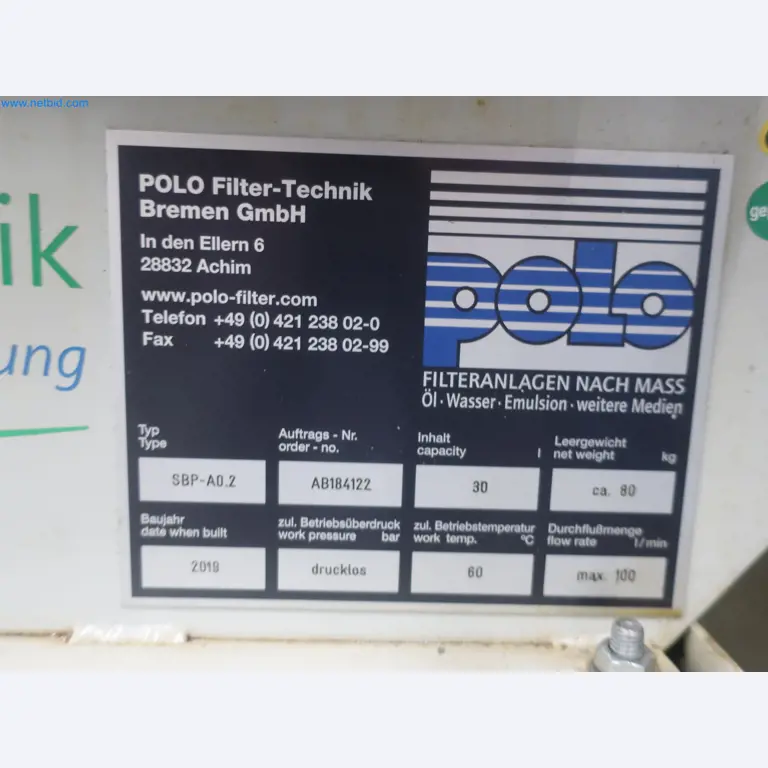 www.netbid.com
ik
ung
ge
POLO Filter-Technik
Bremen GmbH
In den Ellern 6
28832 Achim
www.polo-filter.com
Telefon +49 (0) 421 238 02-0
Fax +49 (0) 421 238 02-99
polo
FILTERANLAGEN NACH MASS
Öl · Wasser · Emulsion · weitere Medien
Typ
Type
SBP-A0.2
Auftrags - Nr.
order - no.
AB184122
Inhalt
capacity l
30
Leergewicht
net weight kg
ca. 80
Baujahr
date when built
2019
zul. Betriebsüberdruck
work pressure bar
drucklos
zul. Betriebstemperatur
work temp. °C
60
Durchflußmenge
flow rate l/min
max. 100